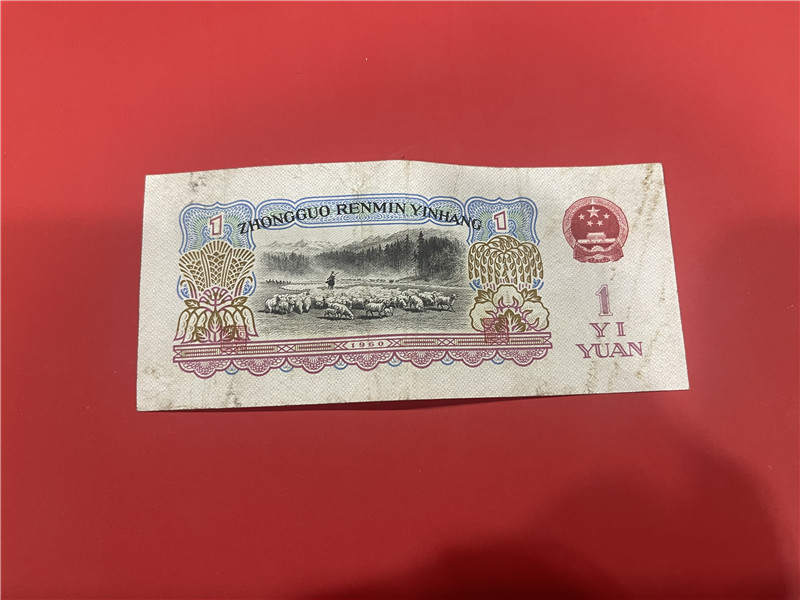 ZHONGGUO RENMIN YINHANG
1
1
1
YI
YUAN
1960